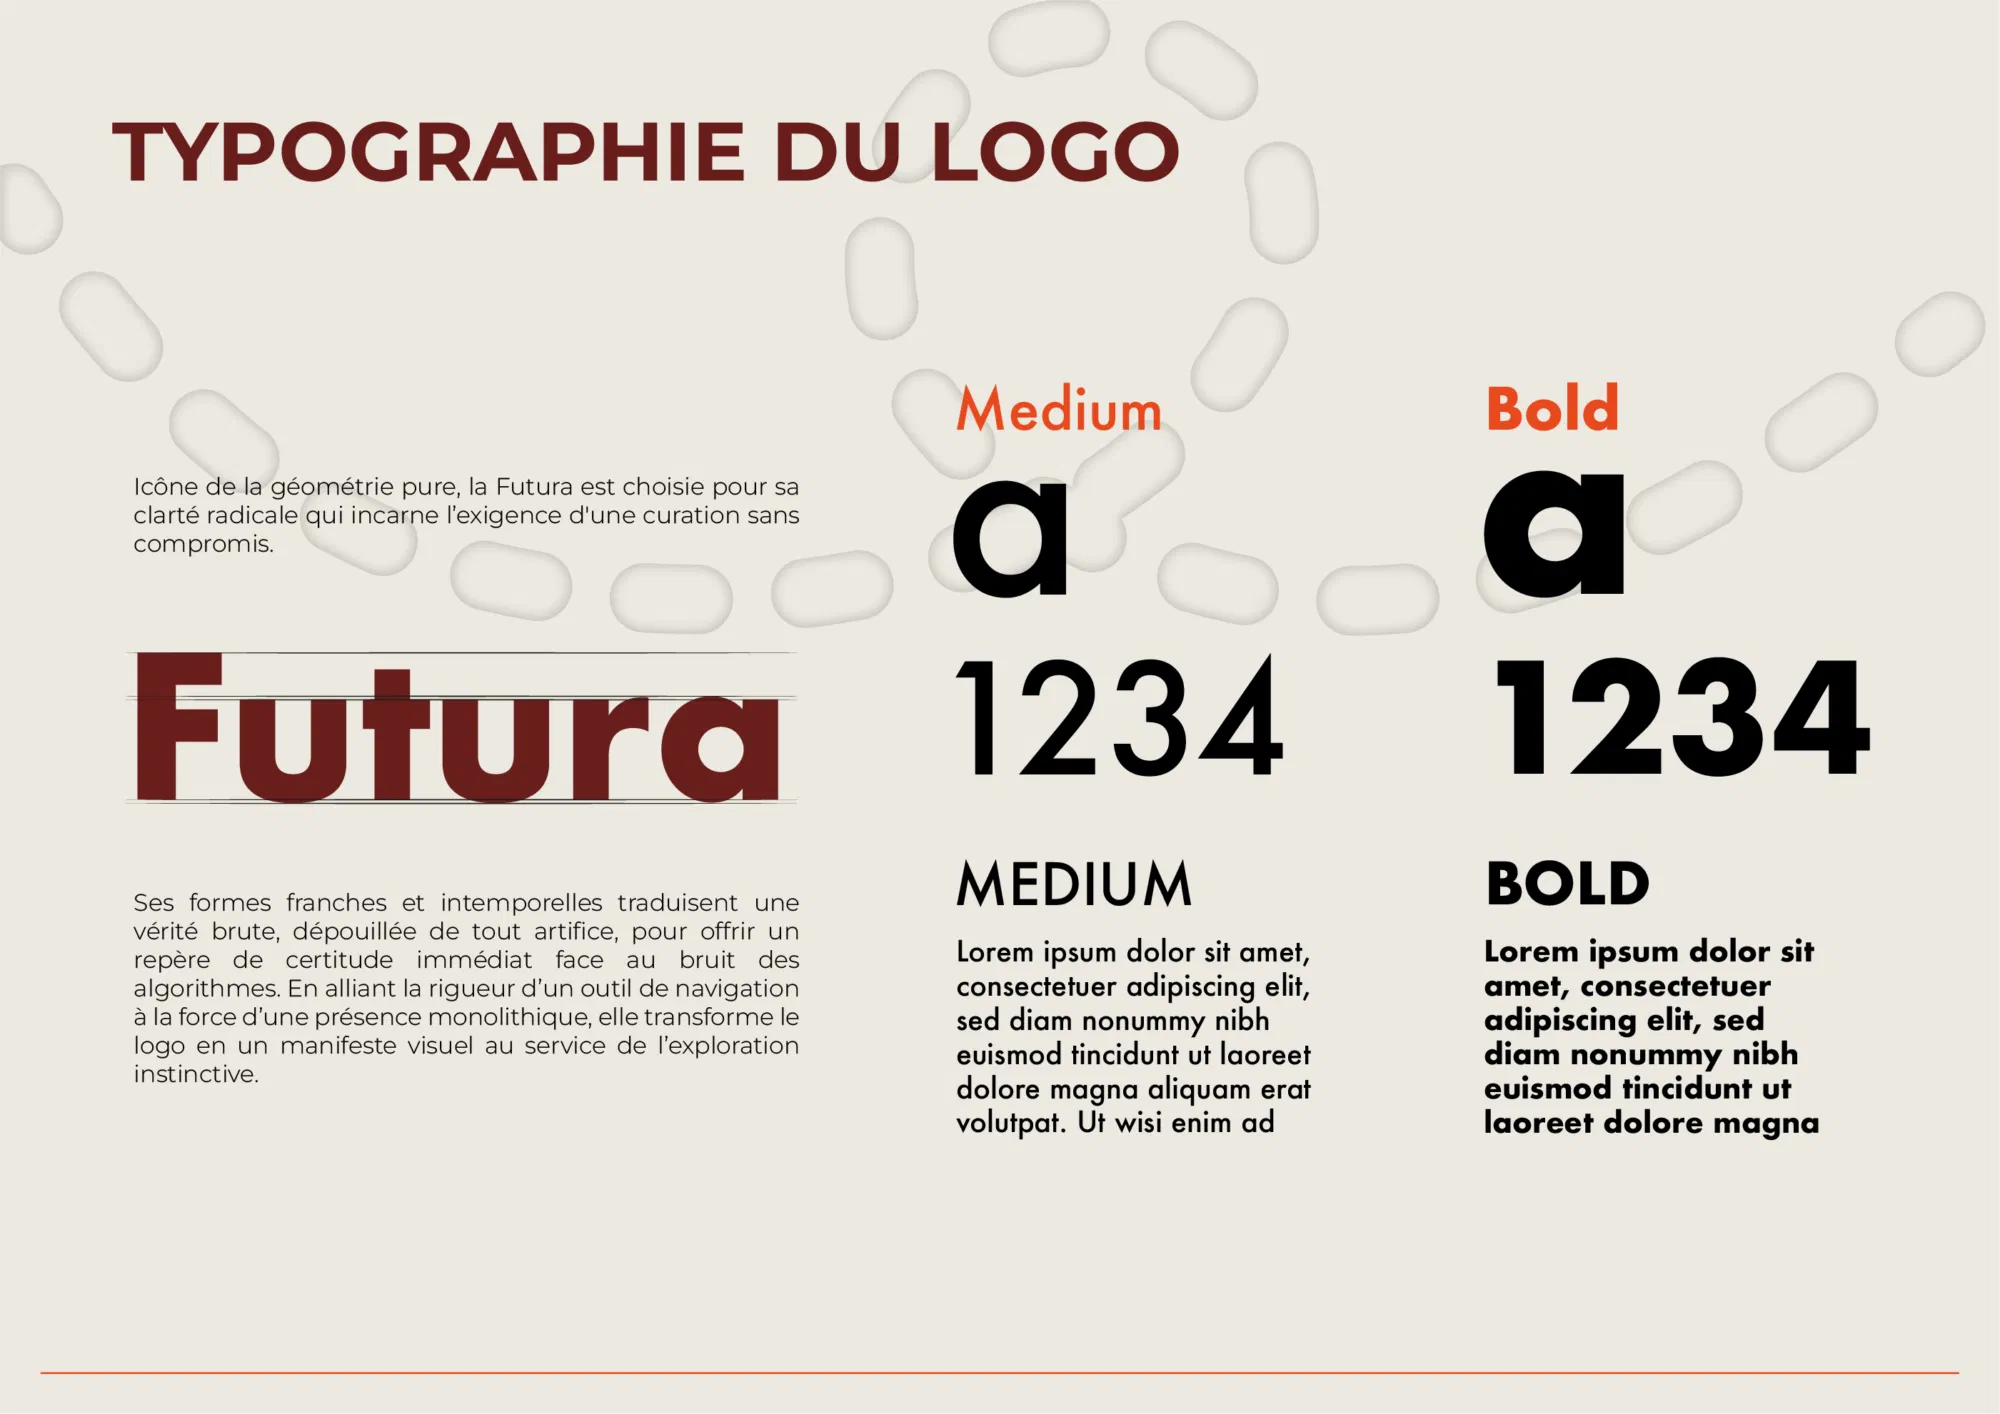 TYPOGRAPHIE DU LOGO
Icône de la géométrie pure, la Futura est choisie pour sa
clarté radicale qui incarne l’exigence d'une curation sans
compromis.
Futura
Ses formes franches et intemporelles traduisent une
vérité brute, dépouillée de tout artifice, pour offrir un
repère de certitude immédiat face au bruit des
algorithmes. En alliant la rigueur d’un outil de navigation
à la force d’une présence monolithique, elle transforme le
logo en un manifeste visuel au service de l’exploration
instinctive.
Medium
a
1234
MEDIUM
Lorem ipsum dolor sit amet,
consectetuer adipiscing elit,
sed diam nonummy nibh
euismod tincidunt ut laoreet
dolore magna aliquam erat
volutpat. Ut wisi enim ad
Bold
a
1234
BOLD
Lorem ipsum dolor sit
amet, consectetuer
adipiscing elit, sed
diam nonummy nibh
euismod tincidunt ut
laoreet dolore magna